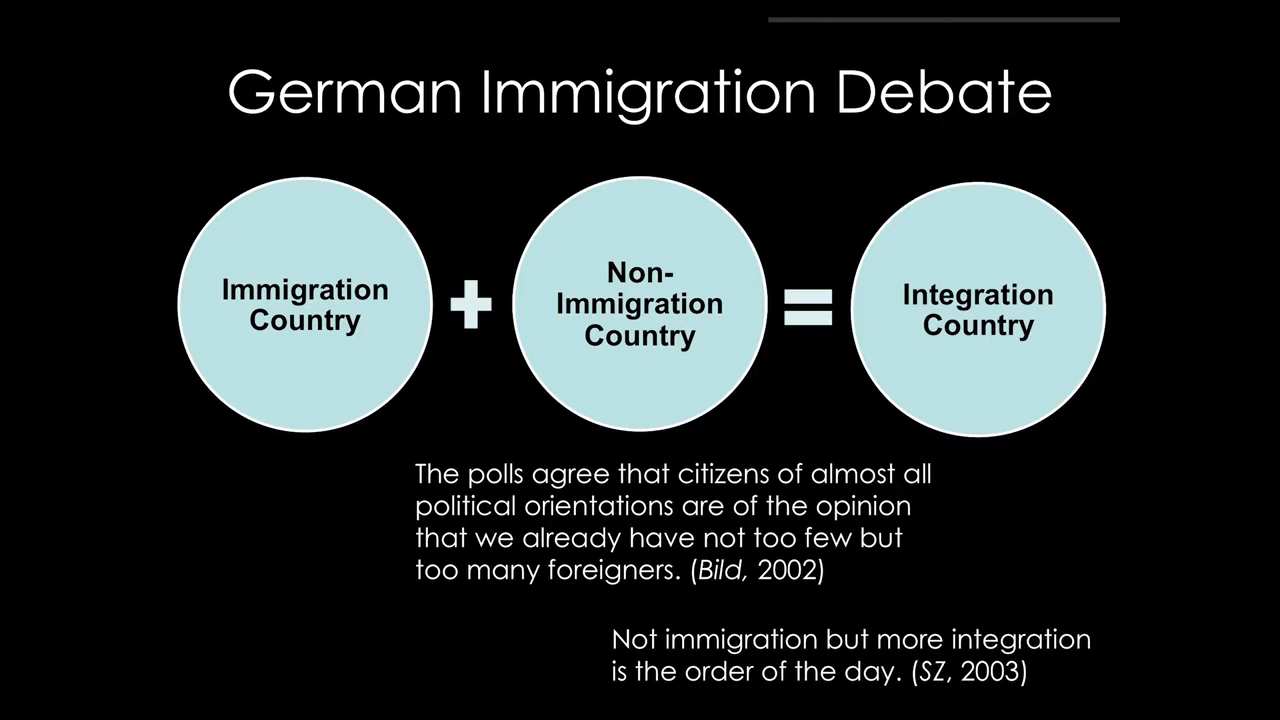 German Immigration Debate
Immigration
Country
+
Non-
Immigration
Country
=
Integration
Country
The polls agree that citizens of almost all
political orientations are of the opinion
that we already have not too few but
too many foreigners. (Bild, 2002)
Not immigration but more integration
is the order of the day. (SZ, 2003)